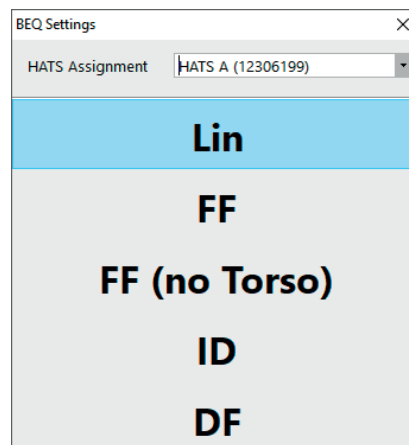 BEQ Settings
HATS Assignment HATS A (12306199)
Lin
FF
FF (no Torso)
ID
DF